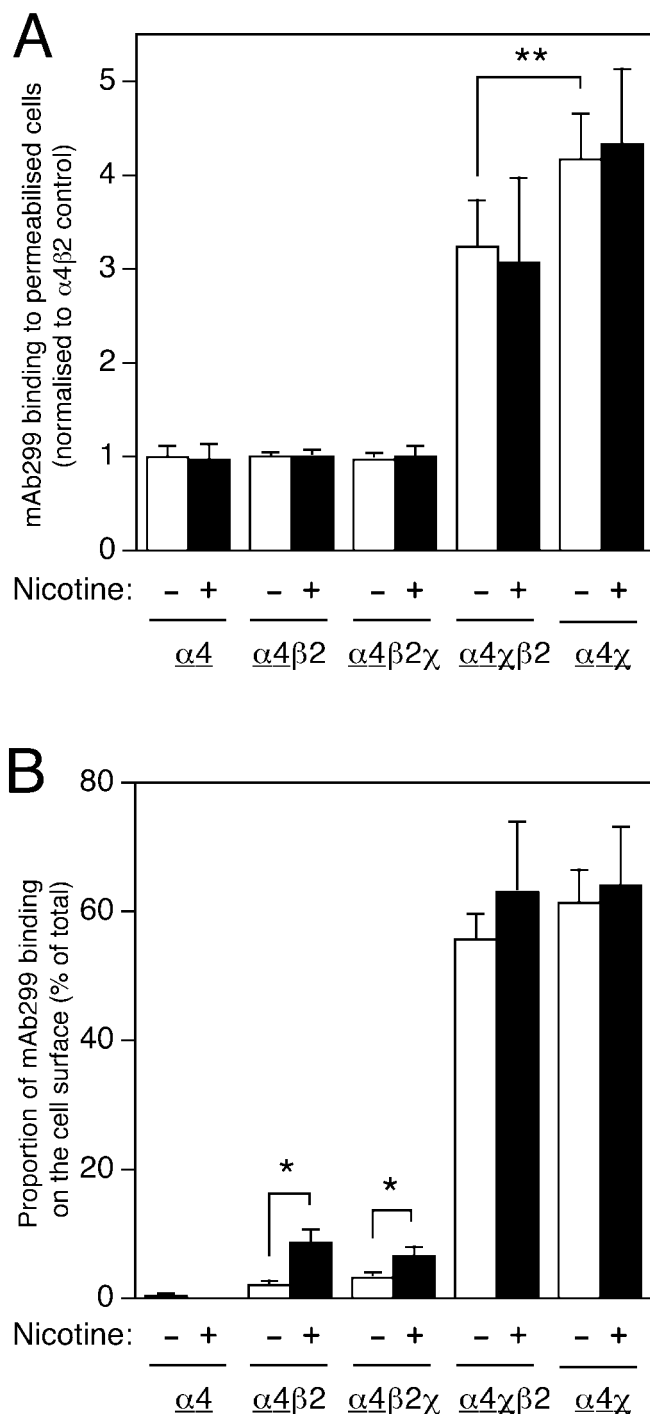 A
mAb299 binding to permeabilised cells
(normalised to α4β2 control)
5
4
3
2
1
0
**
Nicotine: – + – + – + – + – +
α4 α4β2 α4β2χ α4χβ2 α4χ
B
Proportion of mAb299 binding
on the cell surface (% of total)
80
60
40
20
0
*
*
Nicotine: – + – + – + – + – +
α4 α4β2 α4β2χ α4χβ2 α4χ